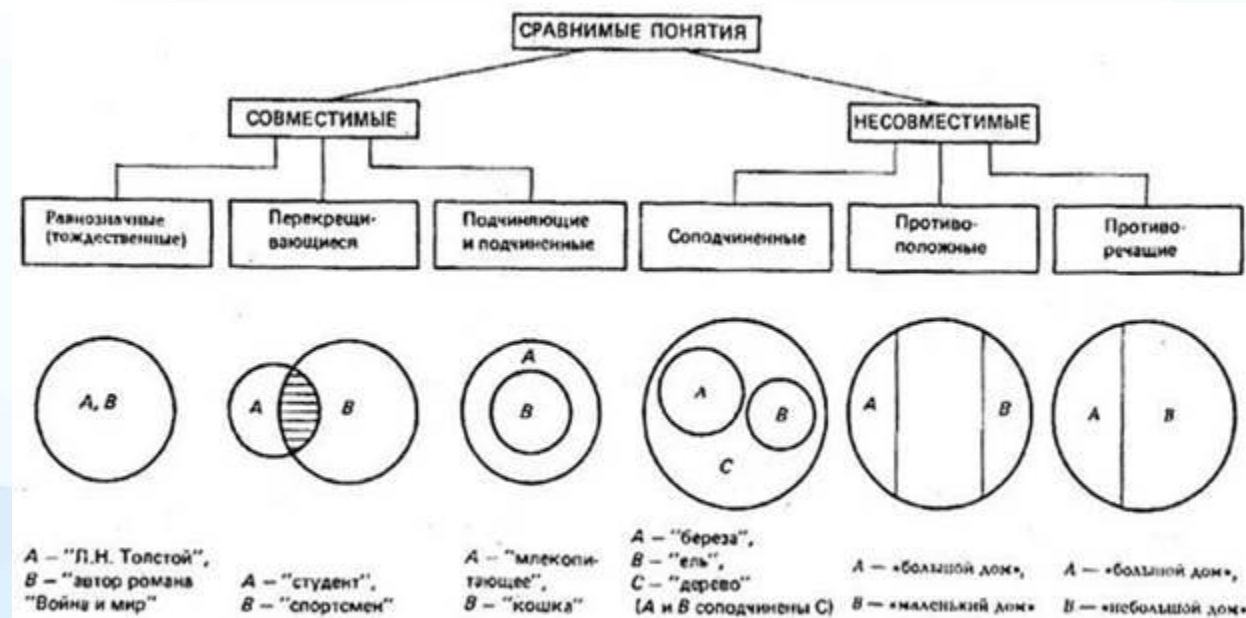 СРАВНИМЫЕ ПОНЯТИЯ
СОВМЕСТИМЫЕ
НЕСОВМЕСТИМЫЕ
Равнозначные
(тождественные)
Перекрещи-
вающиеся
Подчиняющие
и подчиненные
Соподчиненные
Противо-
положные
Противо-
речащие
A, B
A
B
A
B
A
B
C
A
B
A
B
A – "Л.Н. Толстой",
B – "автор романа
"Война и мир"
A – "студент",
B – "спортсмен"
A – "млекопи-
тающее",
B – "кошка"
A – "береза",
B – "ель",
C – "дерево"
(A и B соподчинены C)
A — «большой дом»,
B — «маленький дом»
A — «большой дом»,
B — «небольшой дом»